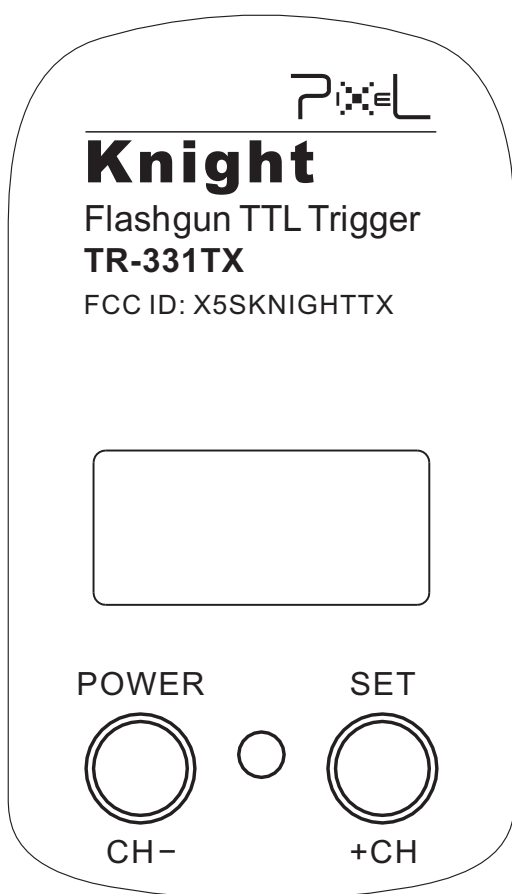 PIXEL
Knight
Flashgun TTL Trigger
TR-331TX
FCC ID: X5SKNIGHTTX
POWER SET
CH− +CH